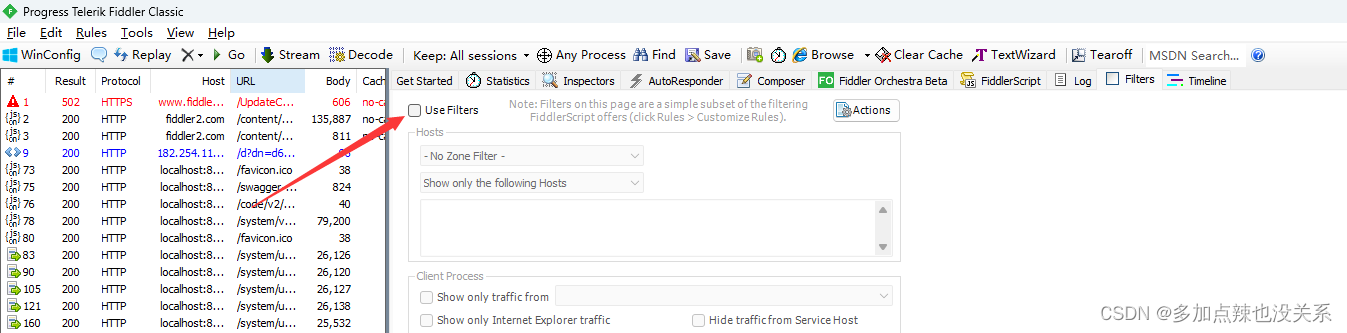 Progress Telerik Fiddler Classic
File Edit Rules Tools View Help
WinConfig Replay Go Stream Decode Keep: All sessions Any Process Find Save Browse Clear Cache TextWizard Tearoff MSDN Search...
# Result Protocol Host URL Body Cach
Get Started Statistics Inspectors AutoResponder Composer FO Fiddler Orchestra Beta FiddlerScript Log Filters Timeline
1 502 HTTPS www.fiddle... /UpdateC... 606 no-ca
2 200 HTTP fiddler2.com /content/... 135,887 no-ca
3 200 HTTP fiddler2.com /content/... 811 no-ca
9 200 HTTP 182.254.11... /d?dn=d6...
73 200 HTTP localhost:8... /favicon.ico 38
75 200 HTTP localhost:8... /swagger-... 824
76 200 HTTP localhost:8... /code/v2/... 40
78 200 HTTP localhost:8... /system/v... 79,200
80 200 HTTP localhost:8... /favicon.ico 38
83 200 HTTP localhost:8... /system/u... 26,126
90 200 HTTP localhost:8... /system/u... 26,120
105 200 HTTP localhost:8... /system/u... 26,127
121 200 HTTP localhost:8... /system/u... 26,138
160 200 HTTP localhost:8... /system/u... 25,532
Use Filters
Note: Filters on this page are a simple subset of the filtering
FiddlerScript offers (click Rules > Customize Rules).
Actions
Hosts
- No Zone Filter -
Show only the following Hosts
Client Process
Show only traffic from
Show only Internet Explorer traffic Hide traffic from Service Host
CSDN @多加点辣也没关系